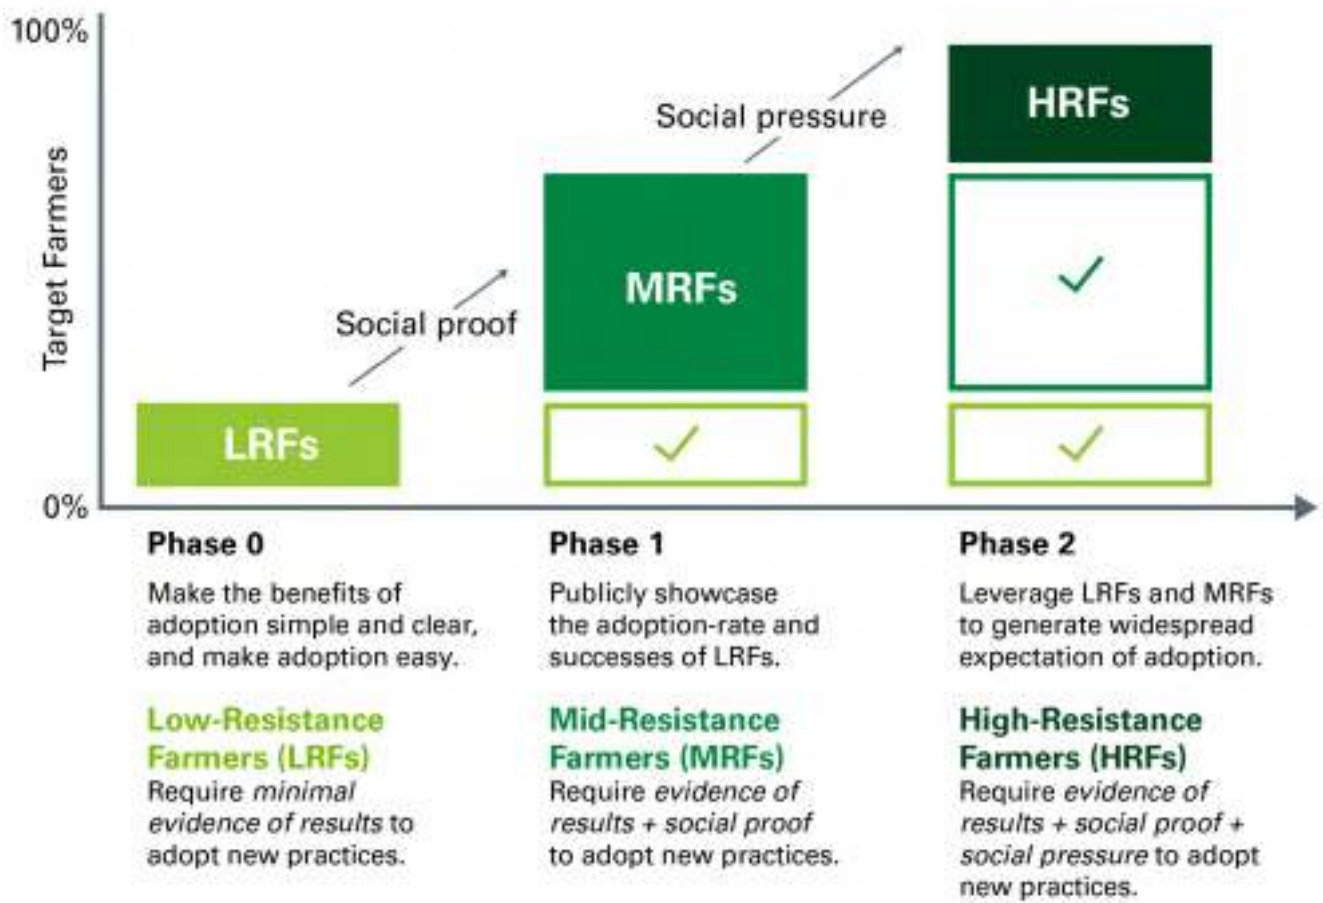 100%
Target Farmers
0%
Social proof
Social pressure
LRFs
MRFs
HRFs
Phase 0
Make the benefits of
adoption simple and clear,
and make adoption easy.
Low-Resistance
Farmers (LRFs)
Require minimal
evidence of results to
adopt new practices.
Phase 1
Publicly showcase
the adoption-rate and
successes of LRFs.
Mid-Resistance
Farmers (MRFs)
Require evidence of
results + social proof
to adopt new practices.
Phase 2
Leverage LRFs and MRFs
to generate widespread
expectation of adoption.
High-Resistance
Farmers (HRFs)
Require evidence of
results + social proof +
social pressure to adopt
new practices.